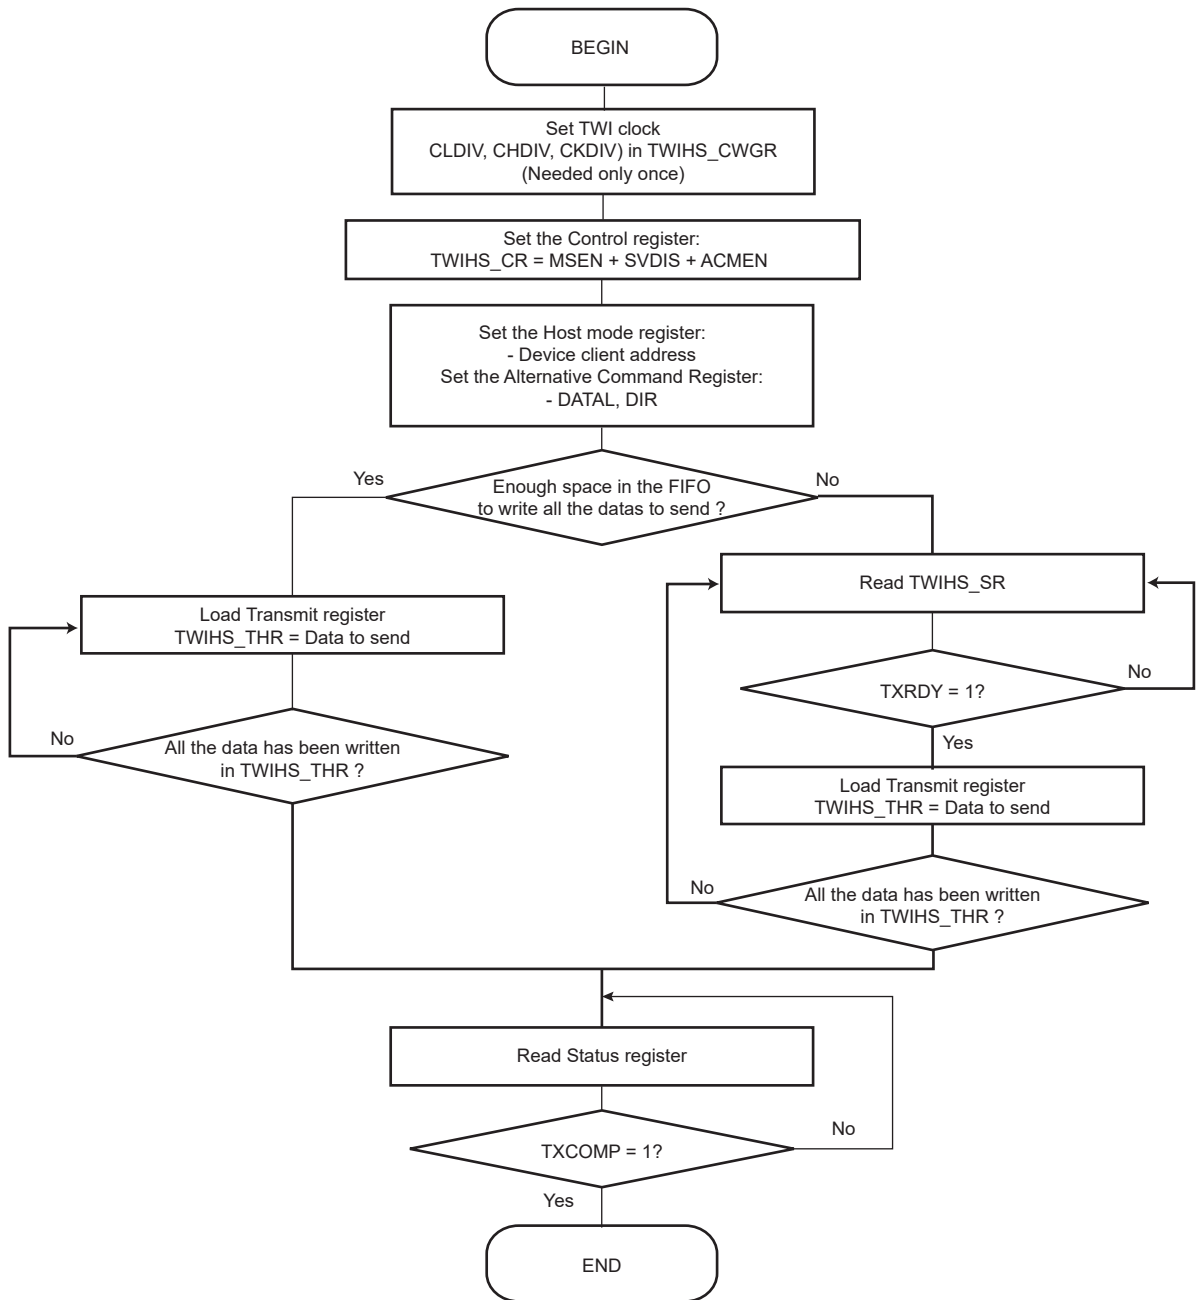 BEGIN
Set TWI clock
CLDIV, CHDIV, CKDIV) in TWIHS_CWGR
(Needed only once)
Set the Control register:
TWIHS_CR = MSEN + SVDIS + ACMEN
Set the Host mode register:
- Device client address
Set the Alternative Command Register:
- DATAL, DIR
Yes
Enough space in the FIFO
to write all the datas to send ?
No
Load Transmit register
TWIHS_THR = Data to send
No
All the data has been written
in TWIHS_THR ?
Read TWIHS_SR
TXRDY = 1?
No
Yes
Load Transmit register
TWIHS_THR = Data to send
No
All the data has been written
in TWIHS_THR ?
Read Status register
TXCOMP = 1?
No
Yes
END